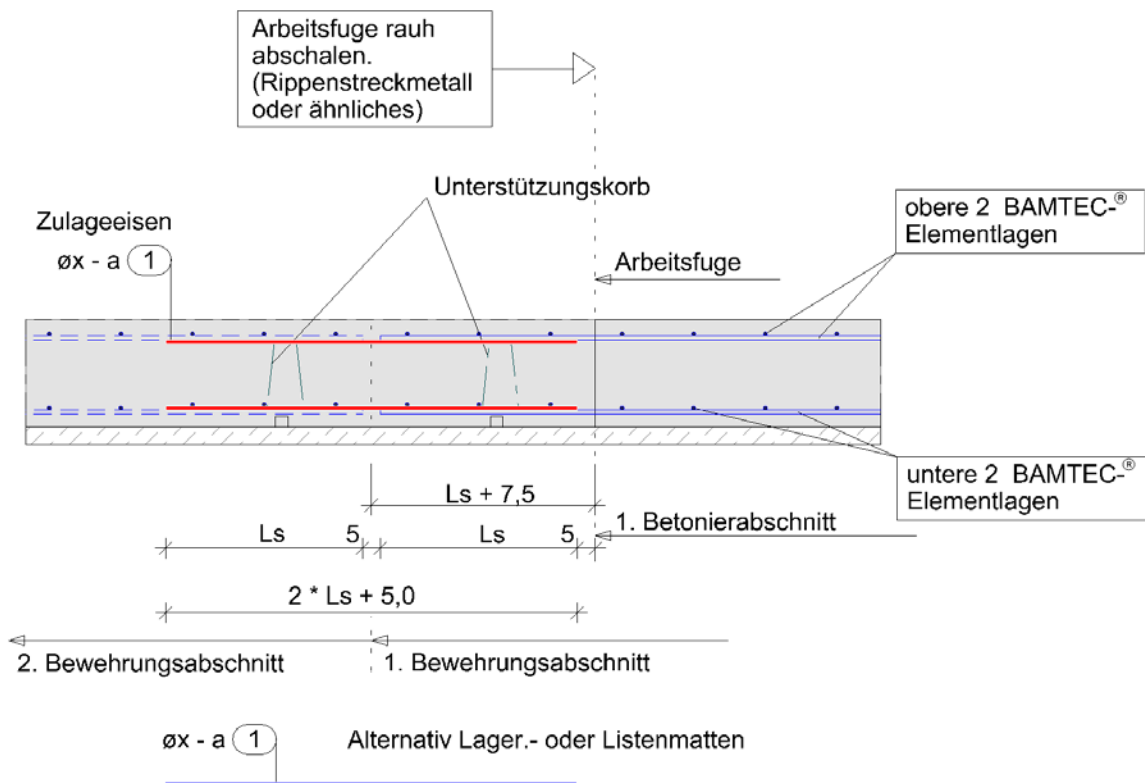 Arbeitsfuge rauh
abschalen.
(Rippenstreckmetall
oder ähnliches)
Unterstützungskorb
obere 2 BAMTEC-®
Elementlagen
Zulageeisen
øx - a 1
Arbeitsfuge
untere 2 BAMTEC-®
Elementlagen
Ls + 7,5
1. Betonierabschnitt
Ls 5 Ls 5
2 * Ls + 5,0
2. Bewehrungsabschnitt 1. Bewehrungsabschnitt
øx - a 1 Alternativ Lager.- oder Listenmatten